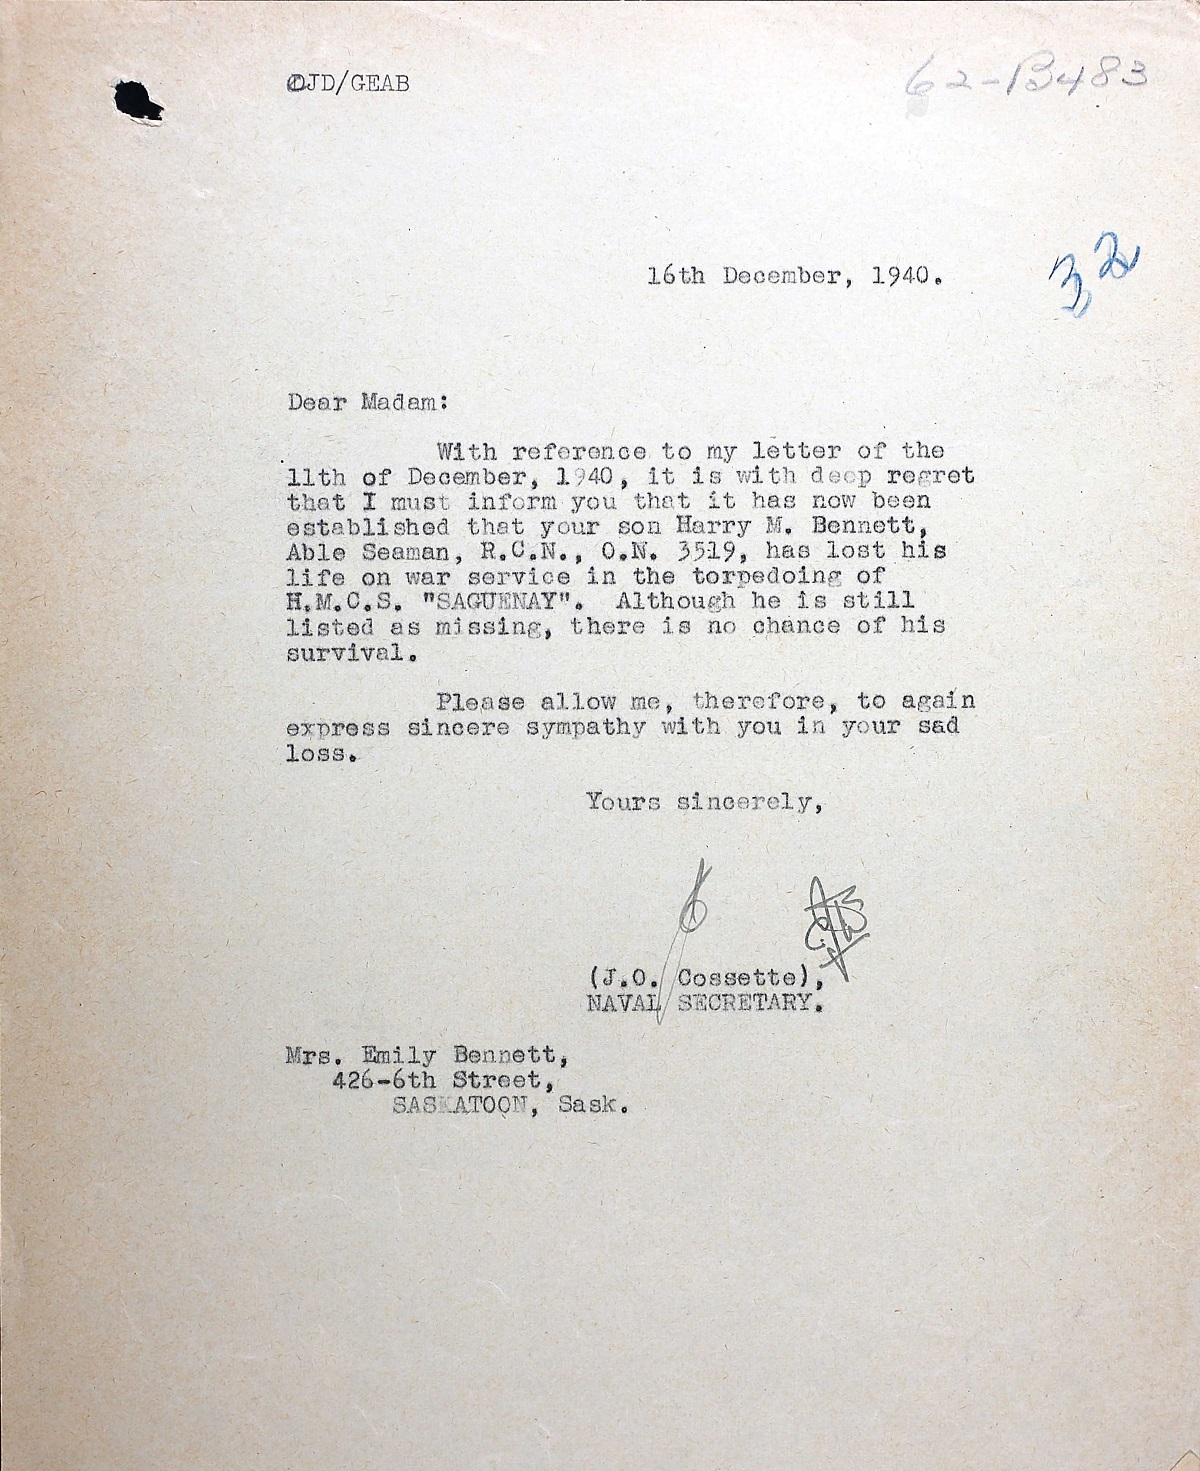 OJD/GEAB
62-B483
32
16th December, 1940.
Dear Madam:
With reference to my letter of the
11th of December, 1940, it is with deep regret
that I must inform you that it has now been
established that your son Harry M. Bennett,
Able Seaman, R.C.N., O.N. 3519, has lost his
life on war service in the torpedoing of
H.M.C.S. "SAGUENAY". Although he is still
listed as missing, there is no chance of his
survival.
Please allow me, therefore, to again
express sincere sympathy with you in your sad
loss.
Yours sincerely,
(J.O. Cossette),
NAVAL SECRETARY.
Mrs. Emily Bennett,
426-6th Street,
SASKATOON, Sask.